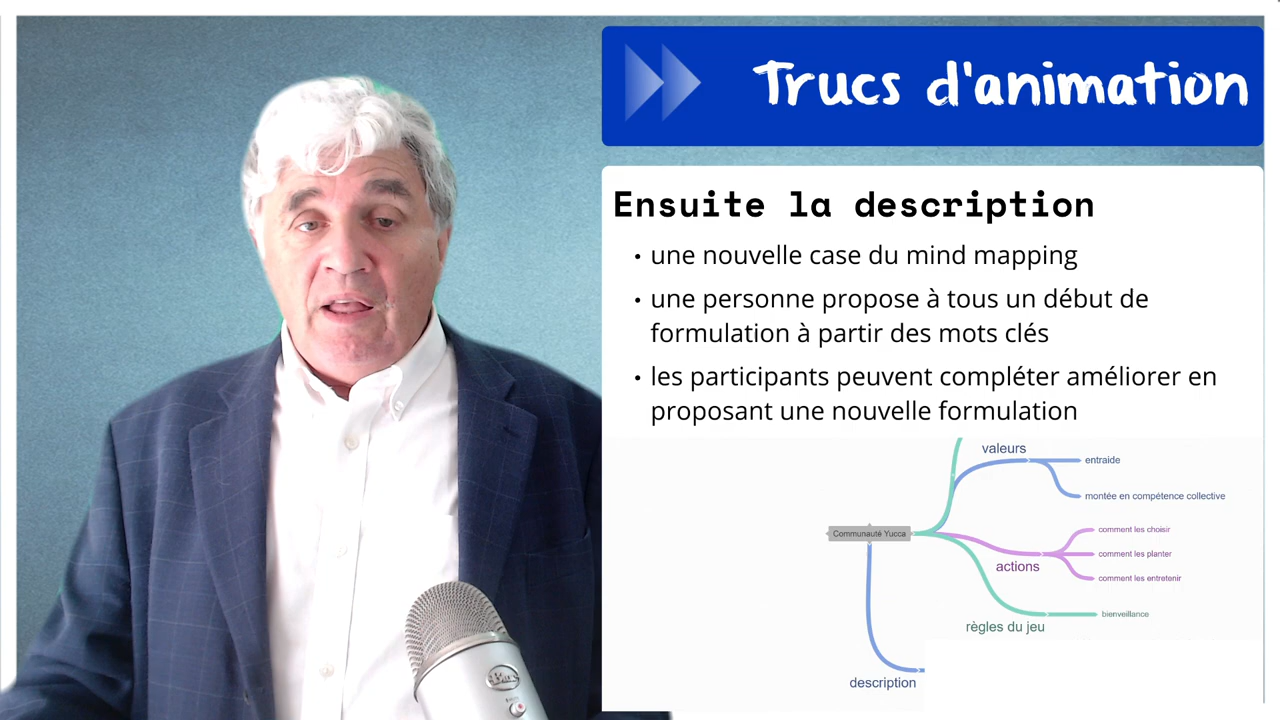 Trucs d'animation
Ensuite la description
• une nouvelle case du mind mapping
• une personne propose à tous un début de
formulation à partir des mots clés
• les participants peuvent compléter améliorer en
proposant une nouvelle formulation
valeurs
entraide
montée en compétence collective
Communauté Yucca
comment les choisir
actions
comment les planter
comment les entretenir
bienveillance
règles du jeu
description